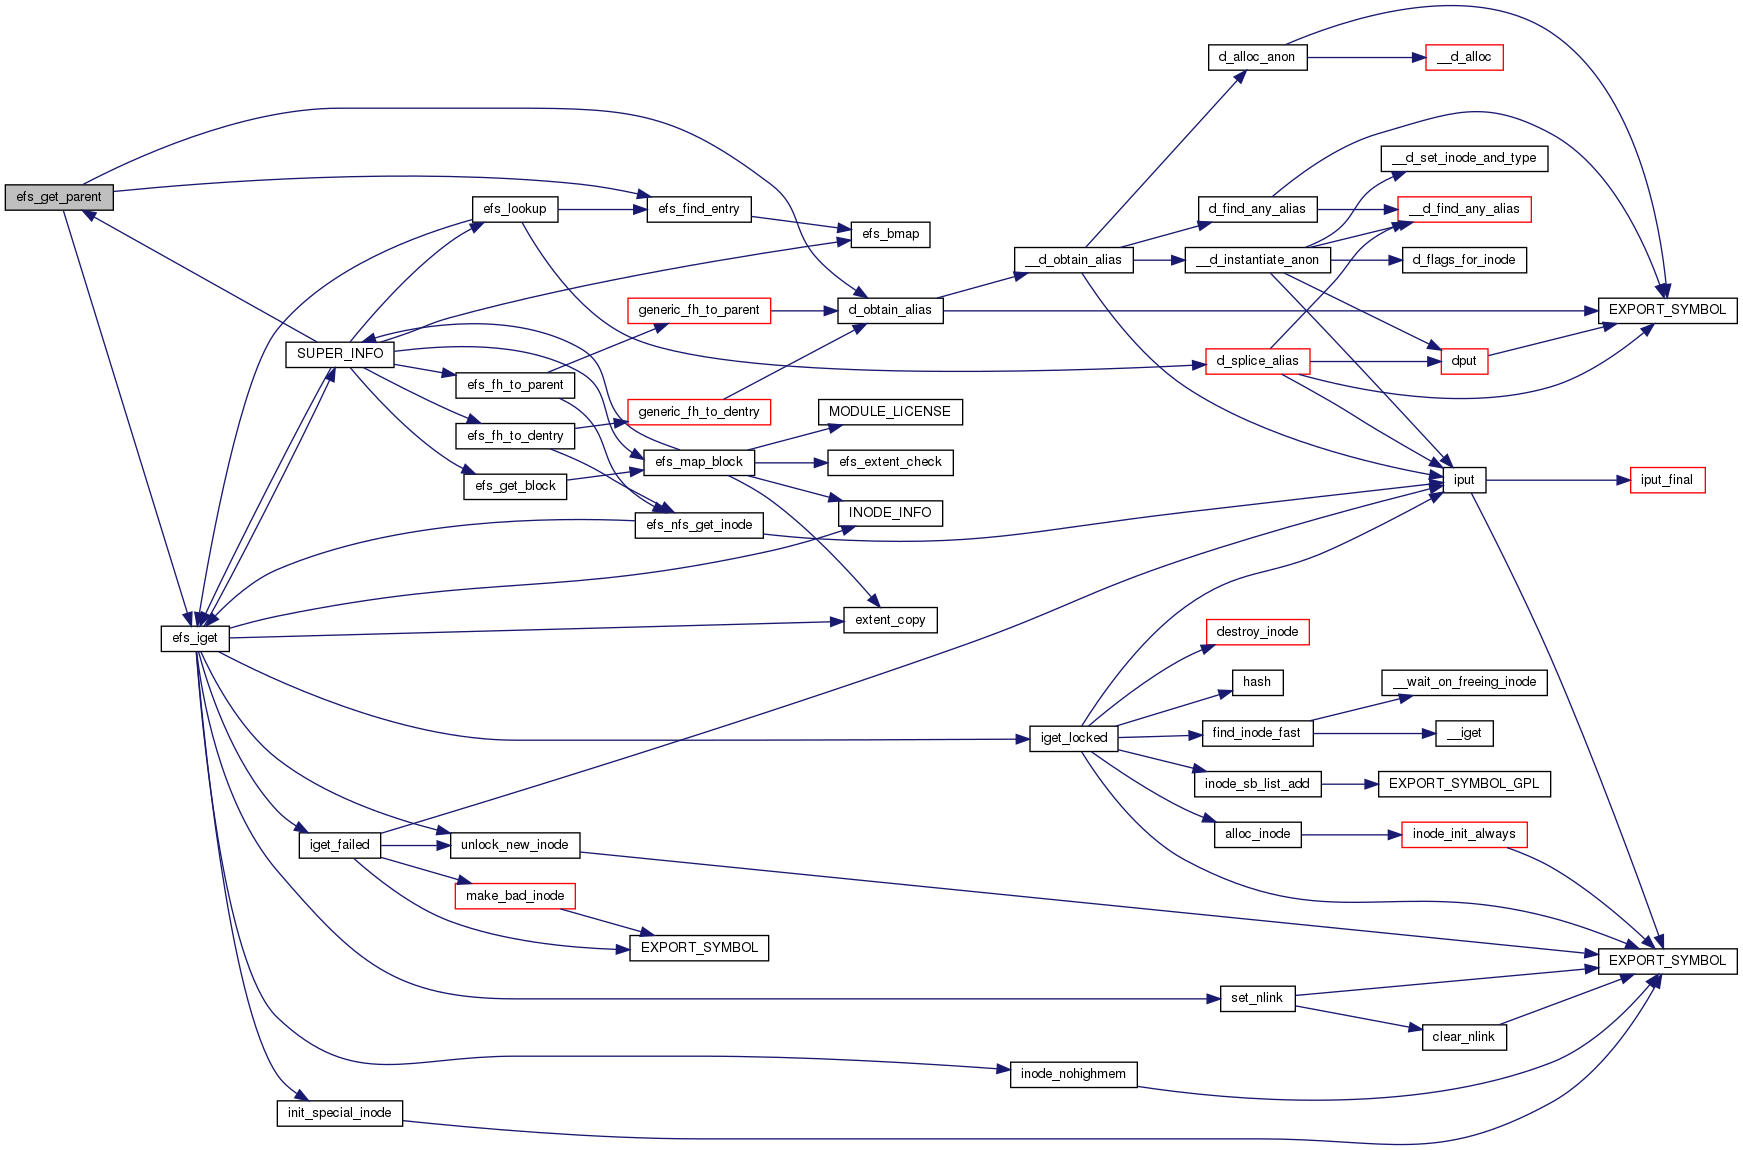 d_alloc_anon
__d_alloc
__d_set_inode_and_type
efs_get_parent
efs_lookup
efs_find_entry
d_find_any_alias
__d_find_any_alias
efs_bmap
__d_obtain_alias
__d_instantiate_anon
d_flags_for_inode
generic_fh_to_parent
d_obtain_alias
EXPORT_SYMBOL
SUPER_INFO
d_splice_alias
dput
efs_fh_to_parent
generic_fh_to_dentry
MODULE_LICENSE
efs_fh_to_dentry
efs_map_block
efs_extent_check
efs_get_block
iput
iput_final
INODE_INFO
efs_nfs_get_inode
extent_copy
efs_iget
destroy_inode
hash
__wait_on_freeing_inode
iget_locked
find_inode_fast
__iget
inode_sb_list_add
EXPORT_SYMBOL_GPL
alloc_inode
inode_init_always
iget_failed
unlock_new_inode
make_bad_inode
EXPORT_SYMBOL
EXPORT_SYMBOL
set_nlink
clear_nlink
inode_nohighmem
init_special_inode